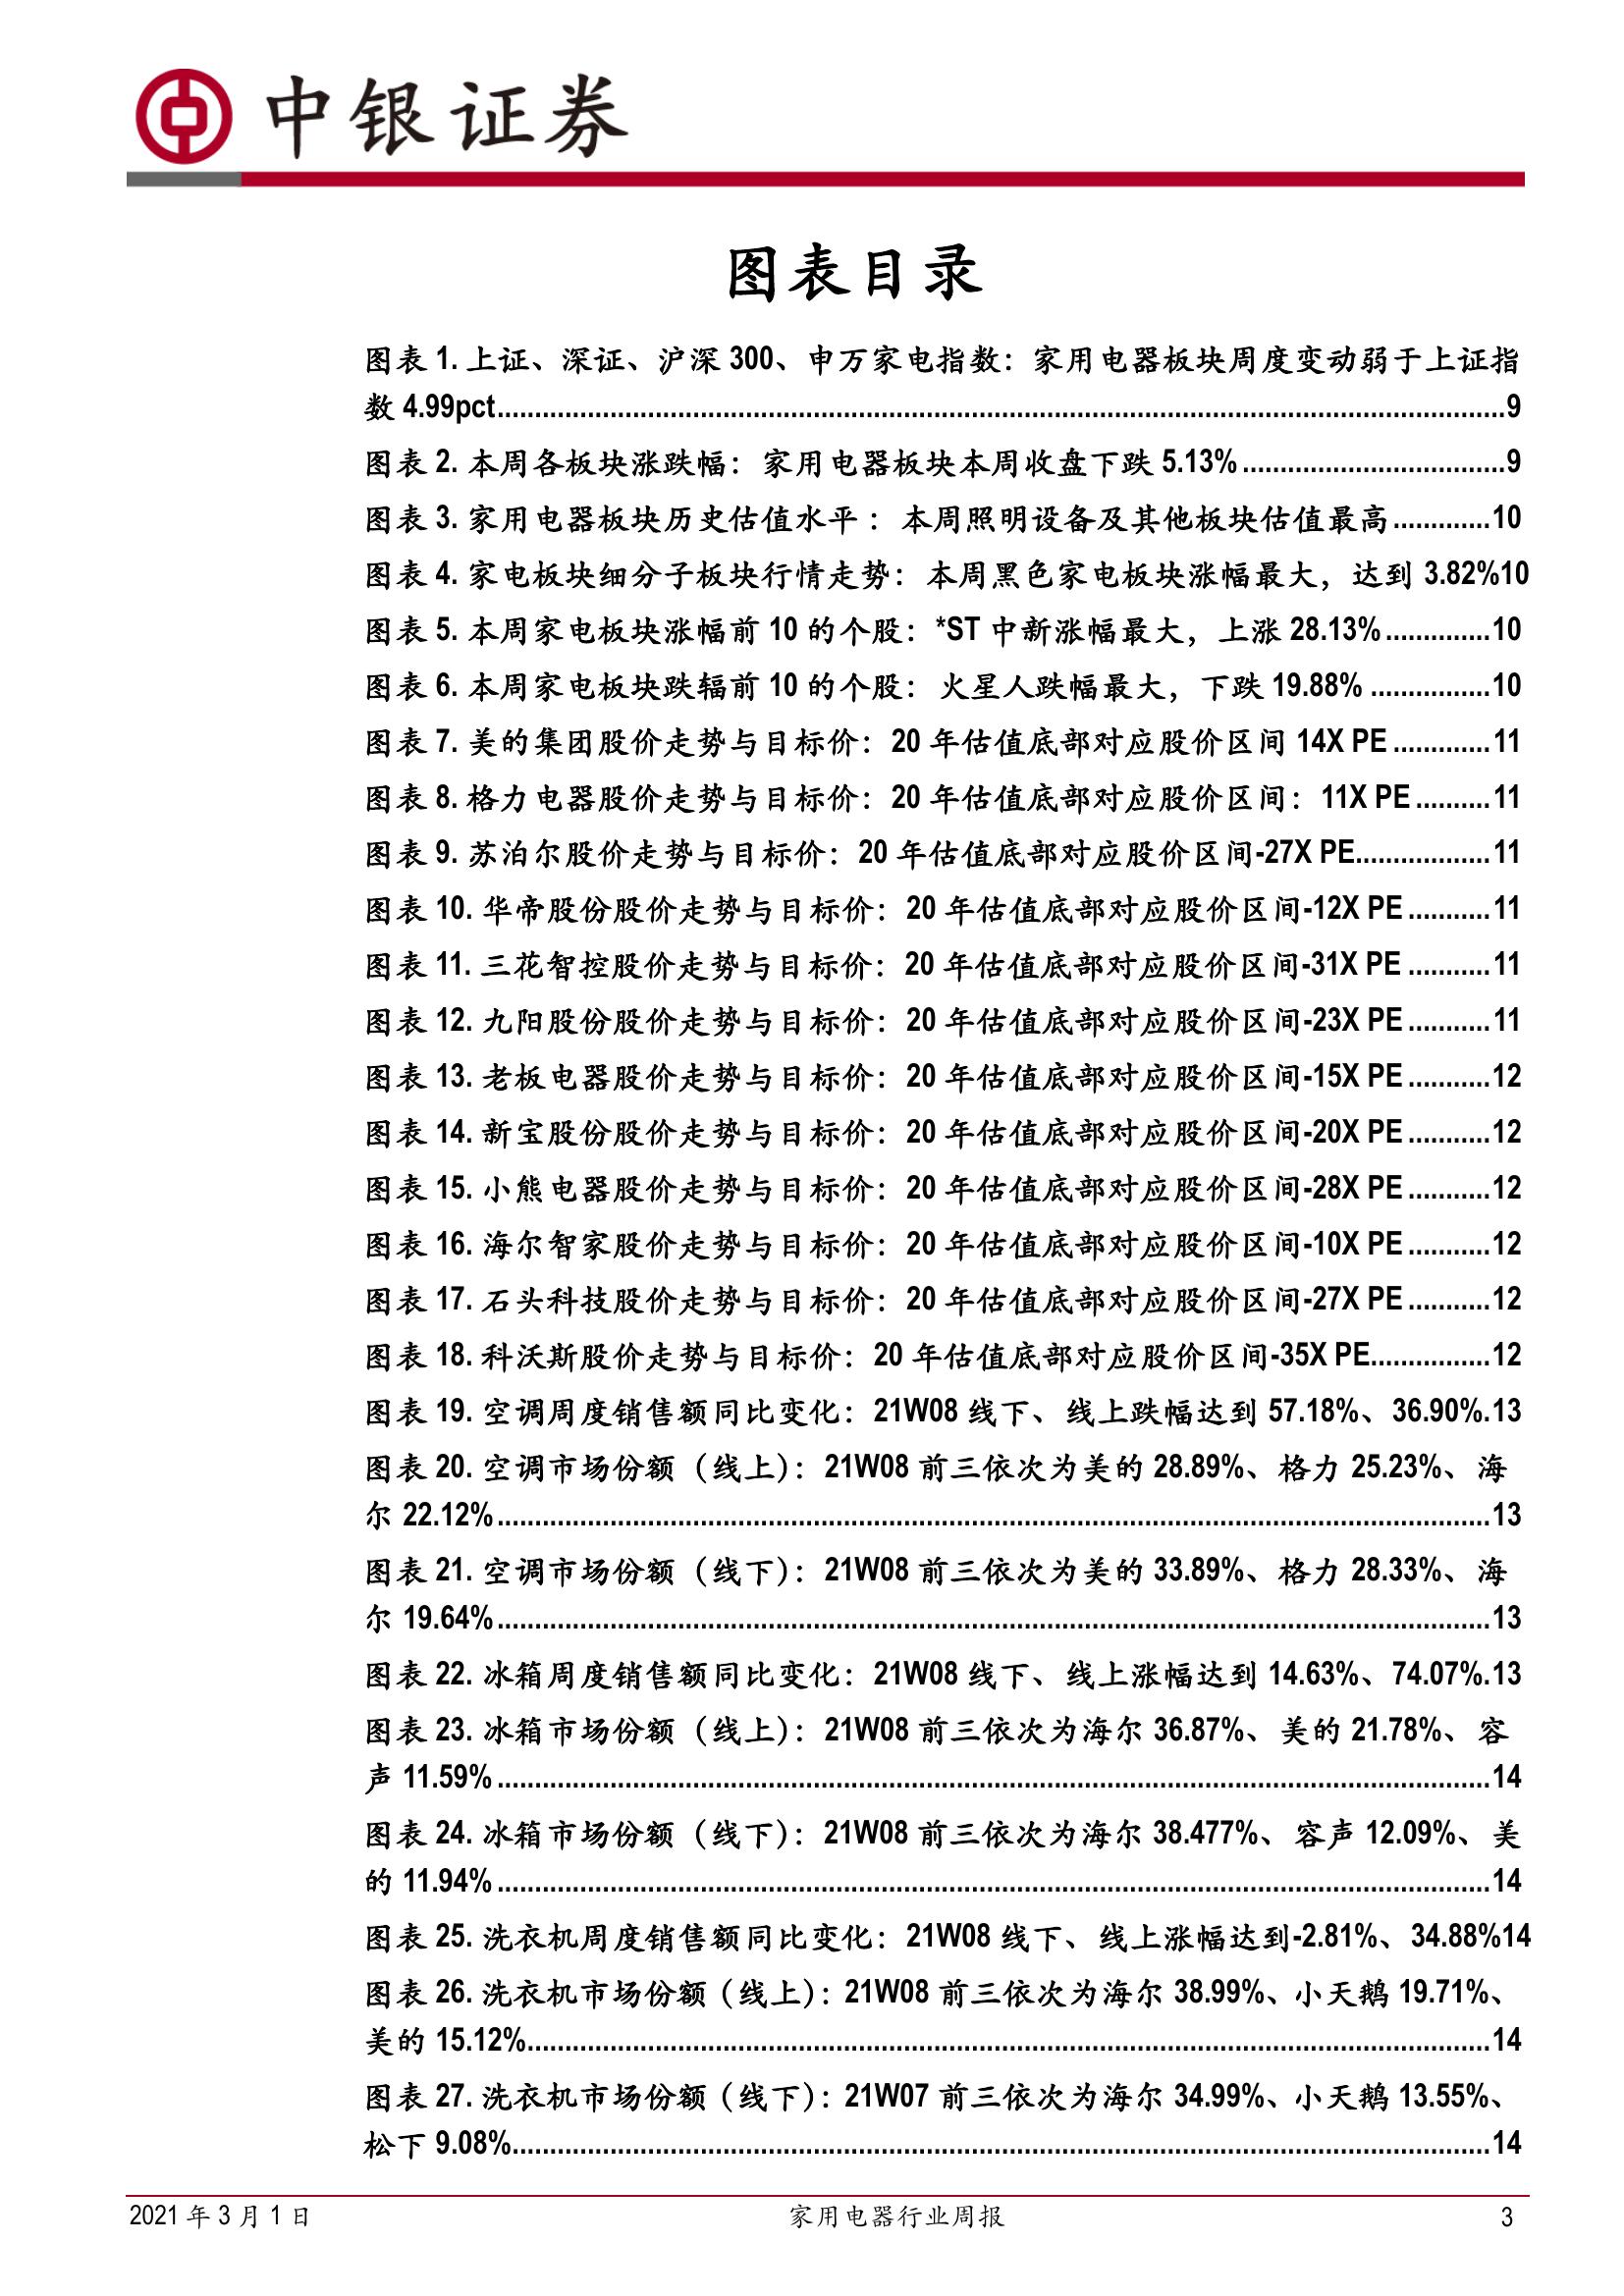 中银证券
图表目录
图表 1. 上证、深证、沪深 300、申万家电指数：家用电器板块周度变动弱于上证指
数 4.99pct.......................................................................................................................................9
图表 2. 本周各板块涨跌幅：家用电器板块本周收盘下跌 5.13%...................................9
图表 3. 家用电器板块历史估值水平 ：本周照明设备及其他板块估值最高.............10
图表 4. 家电板块细分子板块行情走势：本周黑色家电板块涨幅最大，达到 3.82%10
图表 5. 本周家电板块涨幅前 10 的个股：*ST 中新涨幅最大，上涨 28.13%..............10
图表 6. 本周家电板块跌辐前 10 的个股：火星人跌幅最大，下跌 19.88% ................10
图表 7. 美的集团股价走势与目标价：20 年估值底部对应股价区间 14X PE.............11
图表 8. 格力电器股价走势与目标价：20 年估值底部对应股价区间：11X PE..........11
图表 9. 苏泊尔股价走势与目标价：20 年估值底部对应股价区间-27X PE..................11
图表 10. 华帝股份股价走势与目标价：20 年估值底部对应股价区间-12X PE...........11
图表 11. 三花智控股价走势与目标价：20 年估值底部对应股价区间-31X PE ...........11
图表 12. 九阳股份股价走势与目标价：20 年估值底部对应股价区间-23X PE...........11
图表 13. 老板电器股价走势与目标价：20 年估值底部对应股价区间-15X PE...........12
图表 14. 新宝股份股价走势与目标价：20 年估值底部对应股价区间-20X PE...........12
图表 15. 小熊电器股价走势与目标价：20 年估值底部对应股价区间-28X PE...........12
图表 16. 海尔智家股价走势与目标价：20 年估值底部对应股价区间-10X PE...........12
图表 17. 石头科技股价走势与目标价：20 年估值底部对应股价区间-27X PE...........12
图表 18. 科沃斯股价走势与目标价：20 年估值底部对应股价区间-35X PE................12
图表 19. 空调周度销售额同比变化：21W08 线下、线上跌幅达到 57.18%、36.90%.13
图表 20. 空调市场份额（线上）：21W08 前三依次为美的 28.89%、格力 25.23%、海
尔 22.12%.....................................................................................................................................13
图表 21. 空调市场份额（线下）：21W08 前三依次为美的 33.89%、格力 28.33%、海
尔 19.64%.....................................................................................................................................13
图表 22. 冰箱周度销售额同比变化：21W08 线下、线上涨幅达到 14.63%、74.07%.13
图表 23. 冰箱市场份额（线上）：21W08 前三依次为海尔 36.87%、美的 21.78%、容
声 11.59%.....................................................................................................................................14
图表 24. 冰箱市场份额（线下）：21W08 前三依次为海尔 38.477%、容声 12.09%、美
的 11.94%.....................................................................................................................................14
图表 25. 洗衣机周度销售额同比变化：21W08 线下、线上涨幅达到-2.81%、34.88%14
图表 26. 洗衣机市场份额（线上）：21W08 前三依次为海尔 38.99%、小天鹅 19.71%、
美的 15.12%.................................................................................................................................14
图表 27. 洗衣机市场份额（线下）：21W07 前三依次为海尔 34.99%、小天鹅 13.55%、
松下 9.08%...................................................................................................................................14
2021 年 3 月 1 日 家用电器行业周报 3